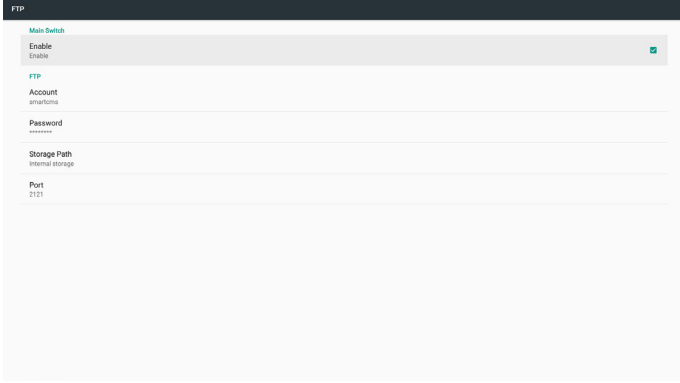 FTP
Main Switch
Enable
Enable
FTP
Account
smartcms
Password
********
Storage Path
Internal storage
Port
2121